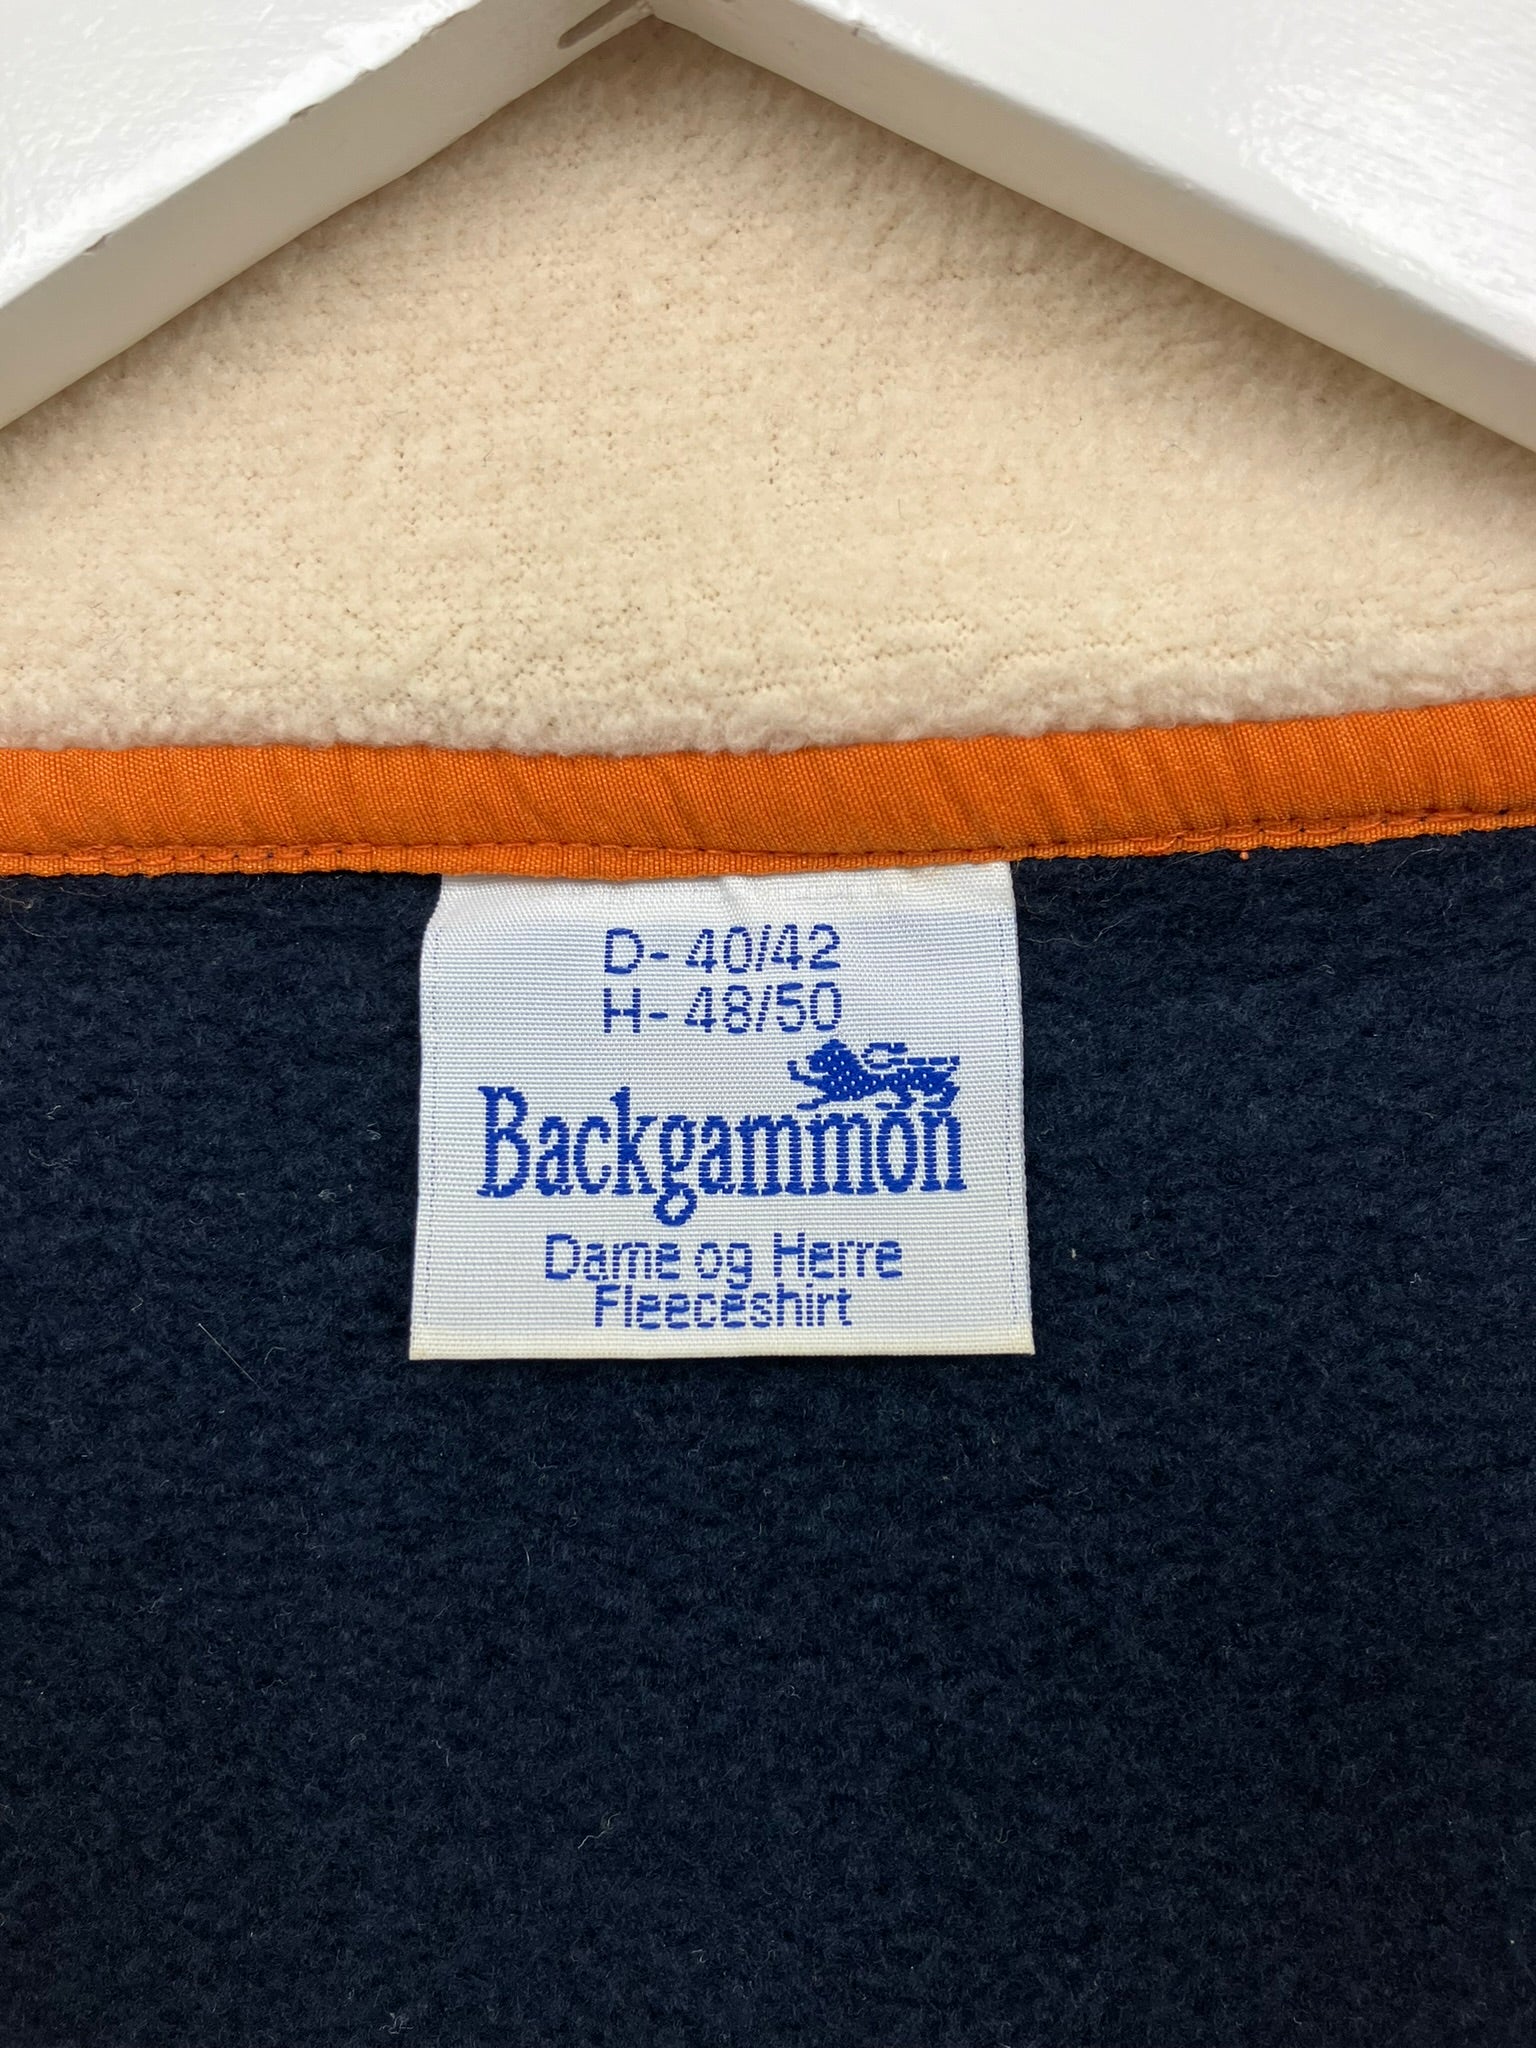 D- 40/42
H- 48/50
Backgammon
Dame og Herre
Fleeceshirt